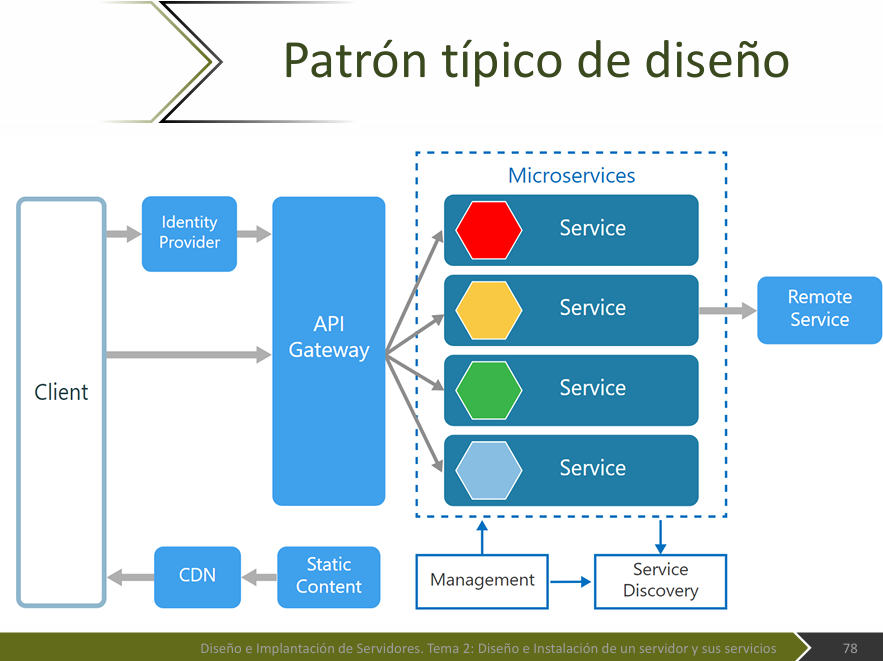 Patrón típico de diseño
Microservices
Identity
Provider
Service
API
Gateway
Service
Remote
Service
Client
Service
Service
CDN
Static
Content
Management
Service
Discovery
Diseño e Implantación de Servidores. Tema 2: Diseño e Instalación de un servidor y sus servicios
78